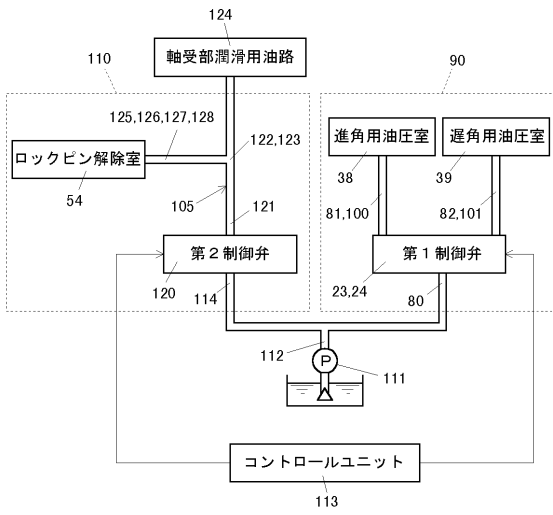 124
軸受部潤滑用油路
110
90
125,126,127,128
122,123
ロックピン解除室
54
進角用油圧室
遅角用油圧室
38
39
105
121
81,100
82,101
第２制御弁
第１制御弁
120
114
23,24
80
112
P
111
コントロールユニット
113